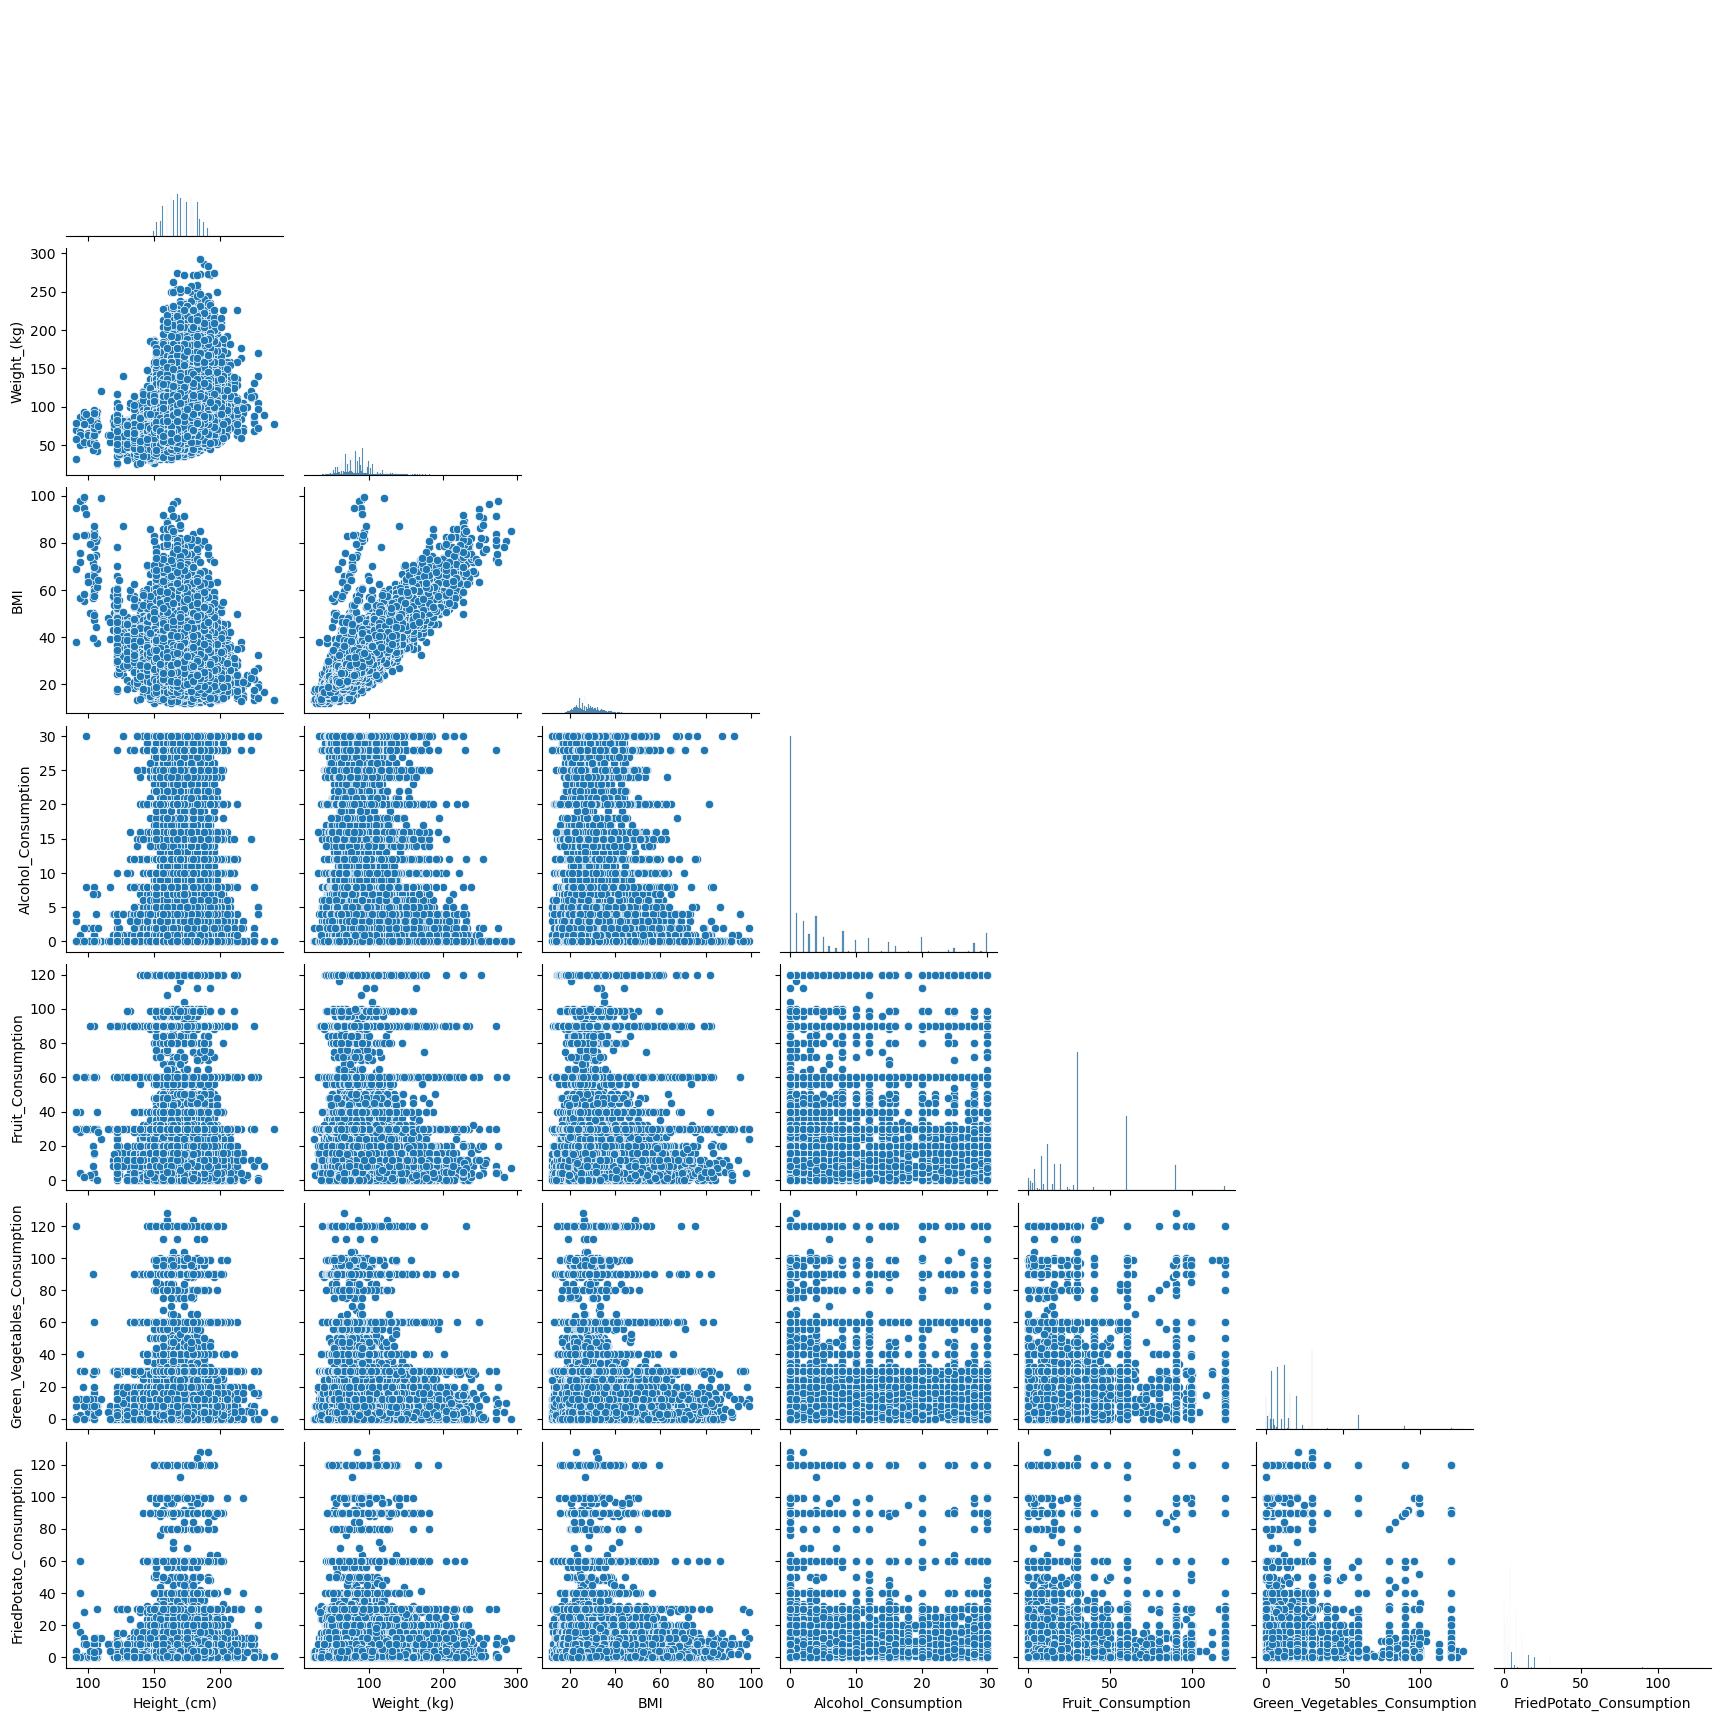 100 150 200
Weight_(kg)
300
250
200
150
100
50
100 200 300
BMI
100
80
60
40
20
20 40 60 80 100
Alcohol_Consumption
30
25
20
15
10
5
0
Fruit_Consumption
120
100
80
60
40
20
0
Green_Vegetables_Consumption
120
100
80
60
40
20
0
FriedPotato_Consumption
120
100
80
60
40
20
0
0 10 20 30
0 50 100
0 50 100
0 50 100
Height_(cm)
Weight_(kg)
BMI
Alcohol_Consumption
Fruit_Consumption
Green_Vegetables_Consumption
FriedPotato_Consumption